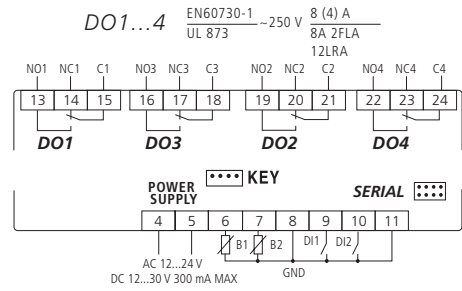 DO1...4 EN60730-1 ~250 V 8 (4) A
UL 873 8A 2FLA
12LRA
NO1 NC1 C1 NO3 NC3 C3 NO2 NC2 C2 NO4 NC4 C4
13 14 15 16 17 18 19 20 21 22 23 24
DO1 DO3 DO2 DO4
POWER SUPPLY KEY SERIAL
4 5 6 7 8 9 10 11
B1 B2 DI1 DI2
AC 12...24 V GND
DC 12...30 V 300 mA MAX